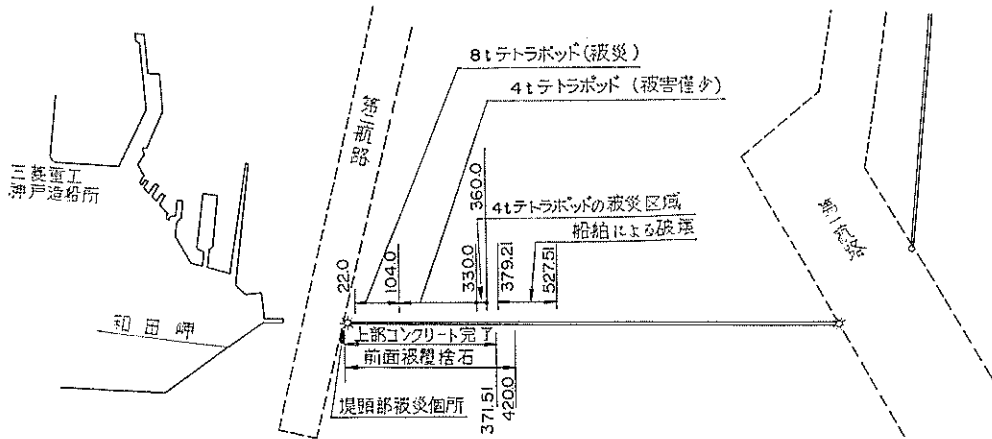 8tテトラポッド(被災)
4tテトラポッド (被害僅少)
第二航路
三菱重工
神戸造船所
360.0
4tテトラポッドの被災区域
船舶による破壊
第一航路
22.0
104.0
330.0
379.21
527.51
和田岬
上部コンクリート完了
前面被覆捨石
堤頭部被災個所
371.51
420.0